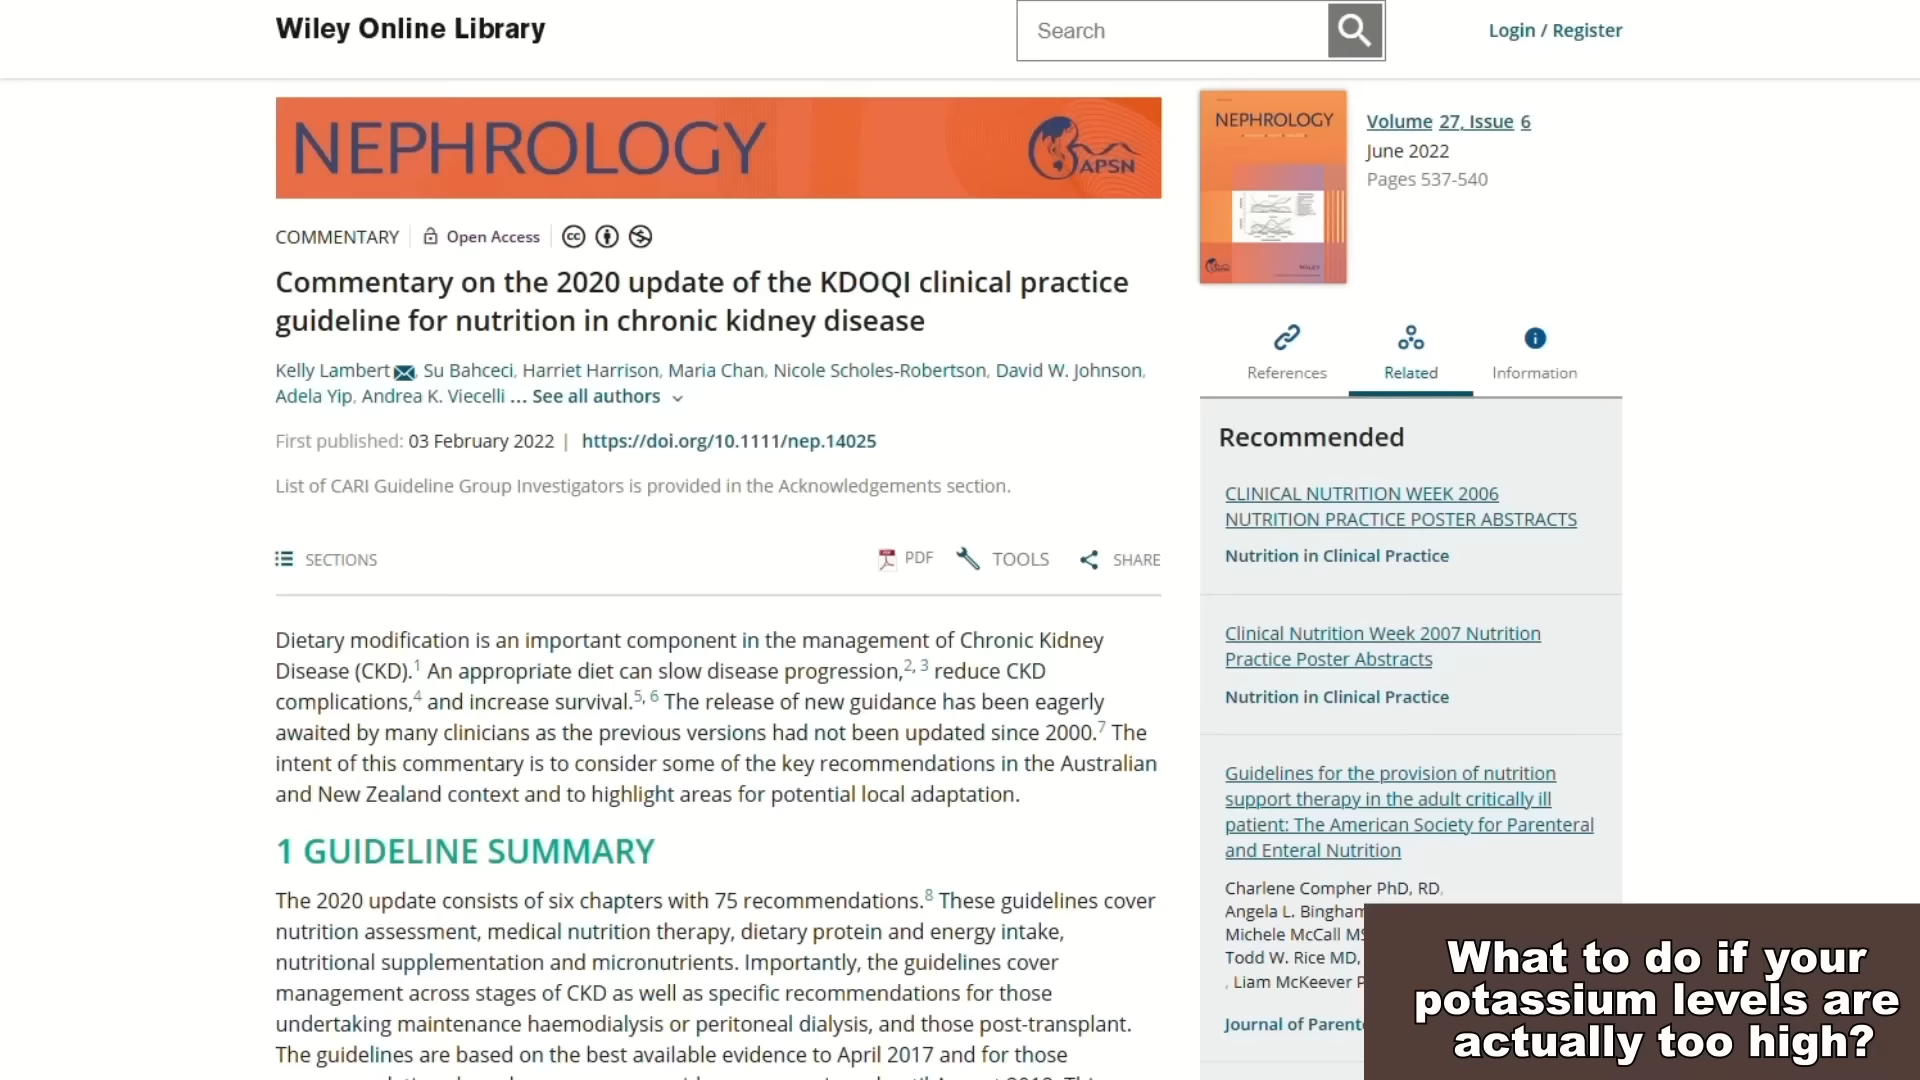 Wiley Online Library
Search
Login / Register
NEPHROLOGY
APSN
NEPHROLOGY
WILEY
Volume 27, Issue 6
June 2022
Pages 537-540
COMMENTARY
Open Access
Commentary on the 2020 update of the KDOQI clinical practice
guideline for nutrition in chronic kidney disease
Kelly Lambert, Su Bahceci, Harriet Harrison, Maria Chan, Nicole Scholes-Robertson, David W. Johnson,
Adela Yip, Andrea K. Viecelli ... See all authors
First published: 03 February 2022 | https://doi.org/10.1111/nep.14025
List of CARI Guideline Group Investigators is provided in the Acknowledgements section.
SECTIONS
PDF
TOOLS
SHARE
Dietary modification is an important component in the management of Chronic Kidney
Disease (CKD).1 An appropriate diet can slow disease progression,2, 3 reduce CKD
complications,4 and increase survival.5, 6 The release of new guidance has been eagerly
awaited by many clinicians as the previous versions had not been updated since 2000.7 The
intent of this commentary is to consider some of the key recommendations in the Australian
and New Zealand context and to highlight areas for potential local adaptation.
1 GUIDELINE SUMMARY
The 2020 update consists of six chapters with 75 recommendations.8 These guidelines cover
nutrition assessment, medical nutrition therapy, dietary protein and energy intake,
nutritional supplementation and micronutrients. Importantly, the guidelines cover
management across stages of CKD as well as specific recommendations for those
undertaking maintenance haemodialysis or peritoneal dialysis, and those post-transplant.
The guidelines are based on the best available evidence to April 2017 and for those
References
Related
Information
Recommended
CLINICAL NUTRITION WEEK 2006
NUTRITION PRACTICE POSTER ABSTRACTS
Nutrition in Clinical Practice
Clinical Nutrition Week 2007 Nutrition
Practice Poster Abstracts
Nutrition in Clinical Practice
Guidelines for the provision of nutrition
support therapy in the adult critically ill
patient: The American Society for Parenteral
and Enteral Nutrition
Charlene Compher PhD, RD,
Angela L. Bingham
Michele McCall MS
Todd W. Rice MD,
, Liam McKeever P
Journal of Parent
What to do if your
potassium levels are
actually too high?